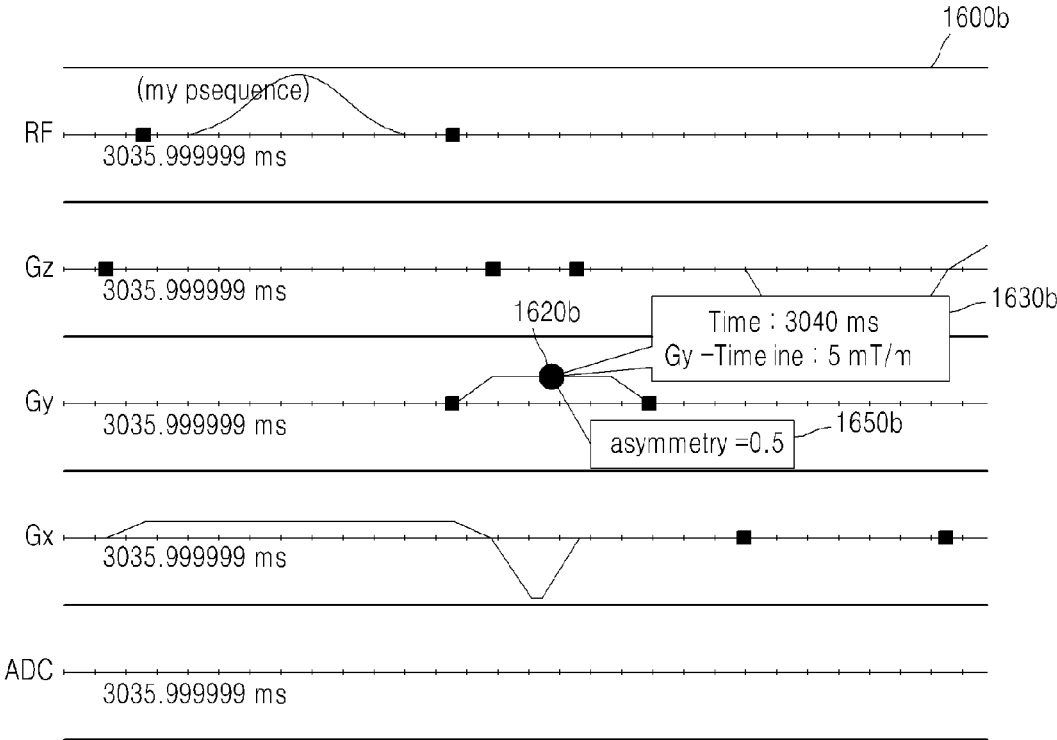 1600b
(my psequence)
RF
3035.999999 ms
Gz
3035.999999 ms
1630b
1620b
Time : 3040 ms
Gy -Time ine : 5 mT/m
Gy
3035.999999 ms
1650b
asymmetry =0.5
Gx
3035.999999 ms
ADC
3035.999999 ms